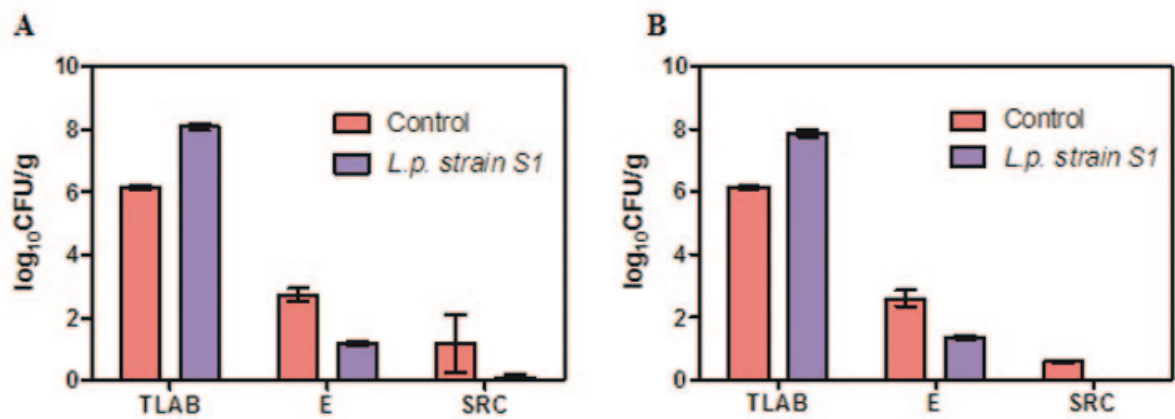 A
log₁₀CFU/g
10
8
6
4
2
0
Control
L.p. strain S1
TLAB
E
SRC
B
log₁₀CFU/g
10
8
6
4
2
0
Control
L.p. strain S1
TLAB
E
SRC